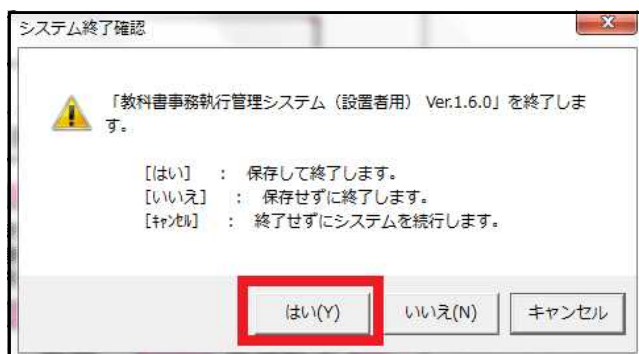 システム終了確認
「教科書事務執行管理システム（設置者用） Ver.1.6.0」を終了しま
す。
[はい] ： 保存して終了します。
[いいえ] ： 保存せずに終了します。
[ｷｬﾝｾﾙ] ： 終了せずにシステムを続行します。
はい(Y) いいえ(N) キャンセル